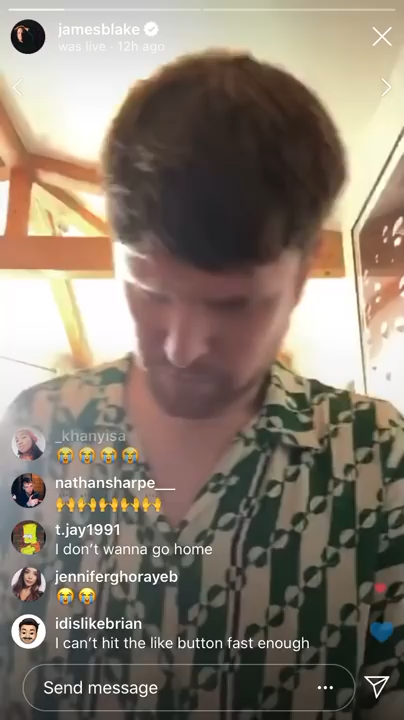 jamesblake
was live · 12h ago
_khanyisa
😭😭😭😭
nathansharpe___
🙌🙌🙌🙌🙌🙌🙌🙌
t.jay1991
I don't wanna go home
jenniferghorayeb
😭😭
idislikebrian
I can't hit the like button fast enough
Send message